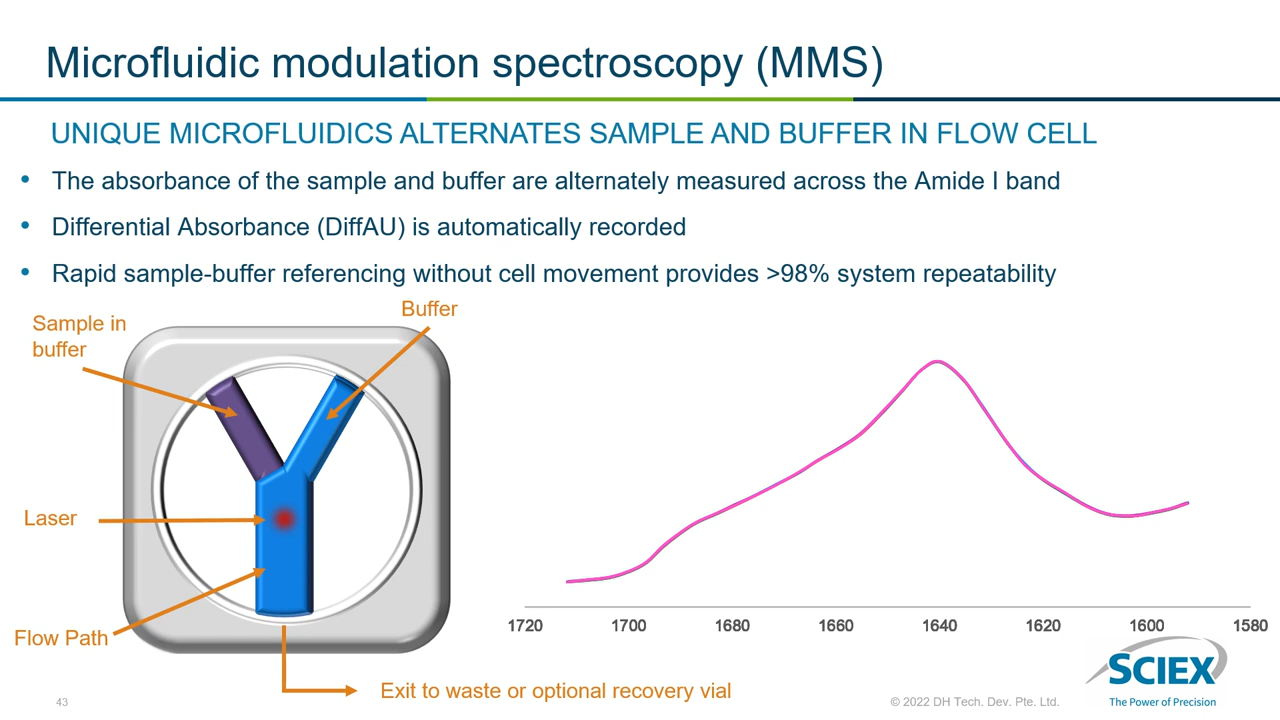 Microfluidic modulation spectroscopy (MMS)
UNIQUE MICROFLUIDICS ALTERNATES SAMPLE AND BUFFER IN FLOW CELL
• The absorbance of the sample and buffer are alternately measured across the Amide I band
• Differential Absorbance (DiffAU) is automatically recorded
• Rapid sample-buffer referencing without cell movement provides >98% system repeatability
Sample in
buffer
Buffer
Laser
Flow Path
Exit to waste or optional recovery vial
1720 1700 1680 1660 1640 1620 1600 1580
SCIEX
The Power of Precision
43
© 2022 DH Tech. Dev. Pte. Ltd.